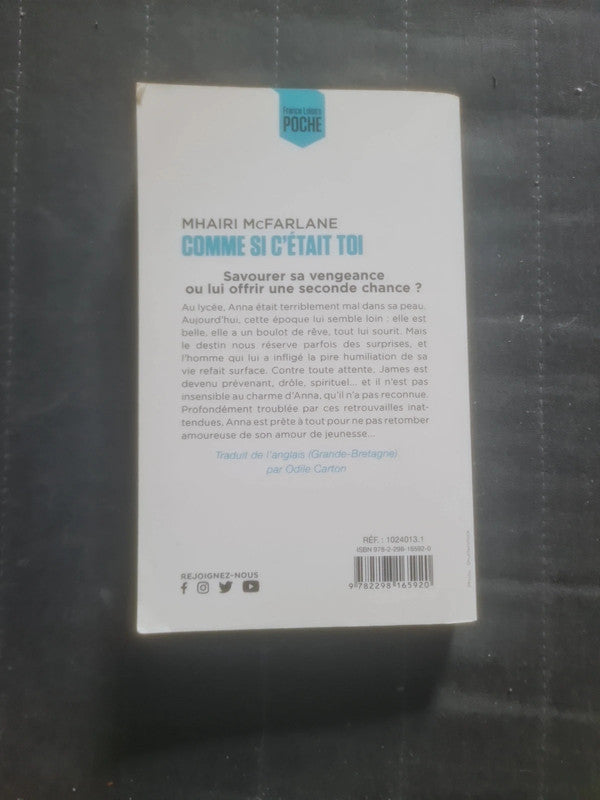 France Loisirs
POCHE
MHAIRI McFARLANE
COMME SI C'ÉTAIT TOI
Savourer sa vengeance
ou lui offrir une seconde chance ?
Au lycée, Anna était terriblement mal dans sa peau.
Aujourd'hui, cette époque lui semble loin : elle est
belle, elle a un boulot de rêve, tout lui sourit. Mais
le destin nous réserve parfois des surprises, et
l'homme qui lui a infligé la pire humiliation de sa
vie refait surface. Contre toute attente, James est
devenu prévenant, drôle, spirituel... et il n'est pas
insensible au charme d'Anna, qu'il n'a pas reconnue.
Profondément troublée par ces retrouvailles inat-
tendues, Anna est prête à tout pour ne pas retomber
amoureuse de son amour de jeunesse...
Traduit de l'anglais (Grande-Bretagne)
par Odile Carton
RÉF. : 1024013.1
ISBN 978-2-298-16592-0
9 782298 165920
REJOIGNEZ-NOUS